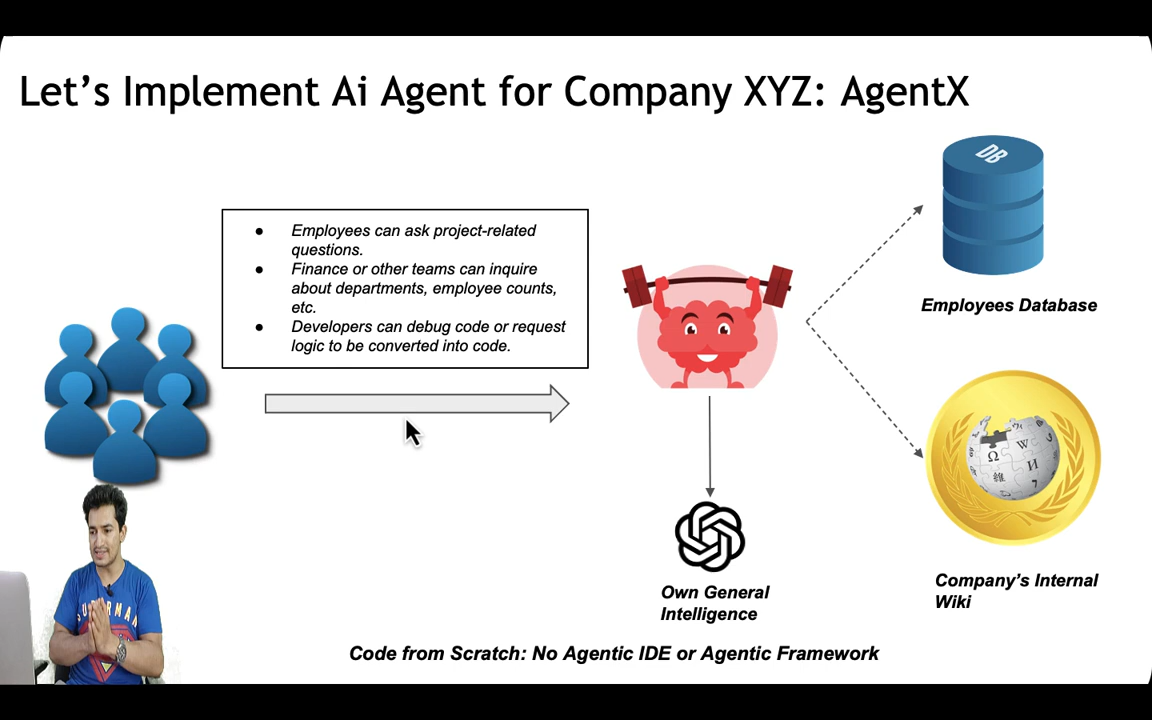 Let's Implement Ai Agent for Company XYZ: AgentX
DB
● Employees can ask project-related
questions.
● Finance or other teams can inquire
about departments, employee counts,
etc.
● Developers can debug code or request
logic to be converted into code.
Employees Database
Ω W
維 И
Company's Internal
Wiki
Own General
Intelligence
SUPERMAN
Code from Scratch: No Agentic IDE or Agentic Framework